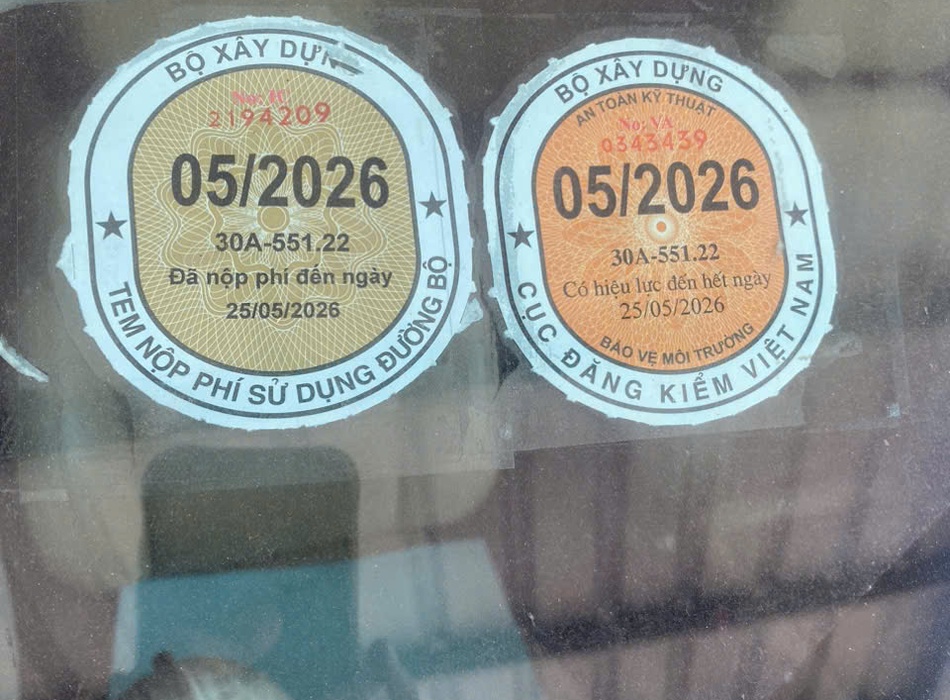 BỘ XÂY DỰNG
2194209
05/2026
30A-551.22
Đã nộp phí đến ngày
25/05/2026
TEM NỘP PHÍ SỬ DỤNG ĐƯỜNG BỘ
BỘ XÂY DỰNG
AN TOÀN KỸ THUẬT
No: VA
0343439
05/2026
30A-551.22
Có hiệu lực đến hết ngày
25/05/2026
BẢO VỆ MÔI TRƯỜNG
CỤC ĐĂNG KIỂM VIỆT NAM